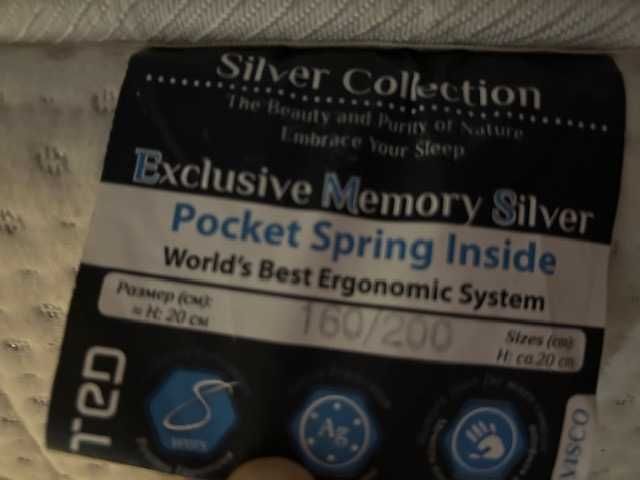 Silver Collection
The Beauty and Purity of Nature
Embrace Your Sleep
Exclusive Memory Silver
Pocket Spring Inside
World's Best Ergonomic System
Размер (см):
≈ H: 20 см
160/200
Sizes (cm):
H: ca.20 cm
TED
S
Ag
VISCO